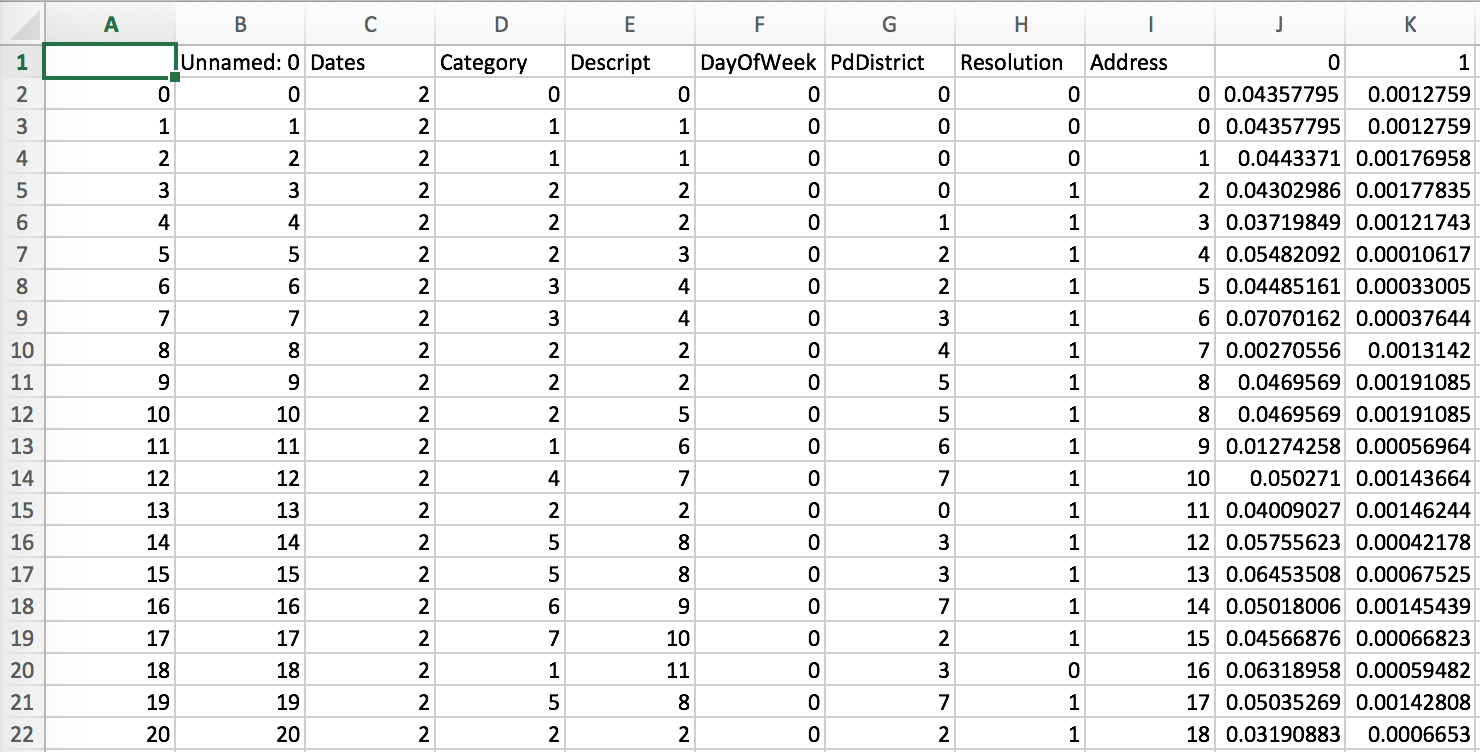 A B C D E F G H I J K
1 Unnamed: 0 Dates Category Descript DayOfWeek PdDistrict Resolution Address 0 1
2 0 0 2 0 0 0 0 0 0 0.04357795 0.0012759
3 1 1 2 1 1 0 0 0 0 0.04357795 0.0012759
4 2 2 2 1 1 0 0 0 1 0.0443371 0.00176958
5 3 3 2 2 2 0 0 1 2 0.04302986 0.00177835
6 4 4 2 2 2 0 1 1 3 0.03719849 0.00121743
7 5 5 2 2 3 0 2 1 4 0.05482092 0.00010617
8 6 6 2 3 4 0 2 1 5 0.04485161 0.00033005
9 7 7 2 3 4 0 3 1 6 0.07070162 0.00037644
10 8 8 2 2 2 0 4 1 7 0.00270556 0.0013142
11 9 9 2 2 2 0 5 1 8 0.0469569 0.00191085
12 10 10 2 2 5 0 5 1 8 0.0469569 0.00191085
13 11 11 2 1 6 0 6 1 9 0.01274258 0.00056964
14 12 12 2 4 7 0 7 1 10 0.050271 0.00143664
15 13 13 2 2 2 0 0 1 11 0.04009027 0.00146244
16 14 14 2 5 8 0 3 1 12 0.05755623 0.00042178
17 15 15 2 5 8 0 3 1 13 0.06453508 0.00067525
18 16 16 2 6 9 0 7 1 14 0.05018006 0.00145439
19 17 17 2 7 10 0 2 1 15 0.04566876 0.00066823
20 18 18 2 1 11 0 3 0 16 0.06318958 0.00059482
21 19 19 2 5 8 0 7 1 17 0.05035269 0.00142808
22 20 20 2 2 2 0 2 1 18 0.03190883 0.0006653